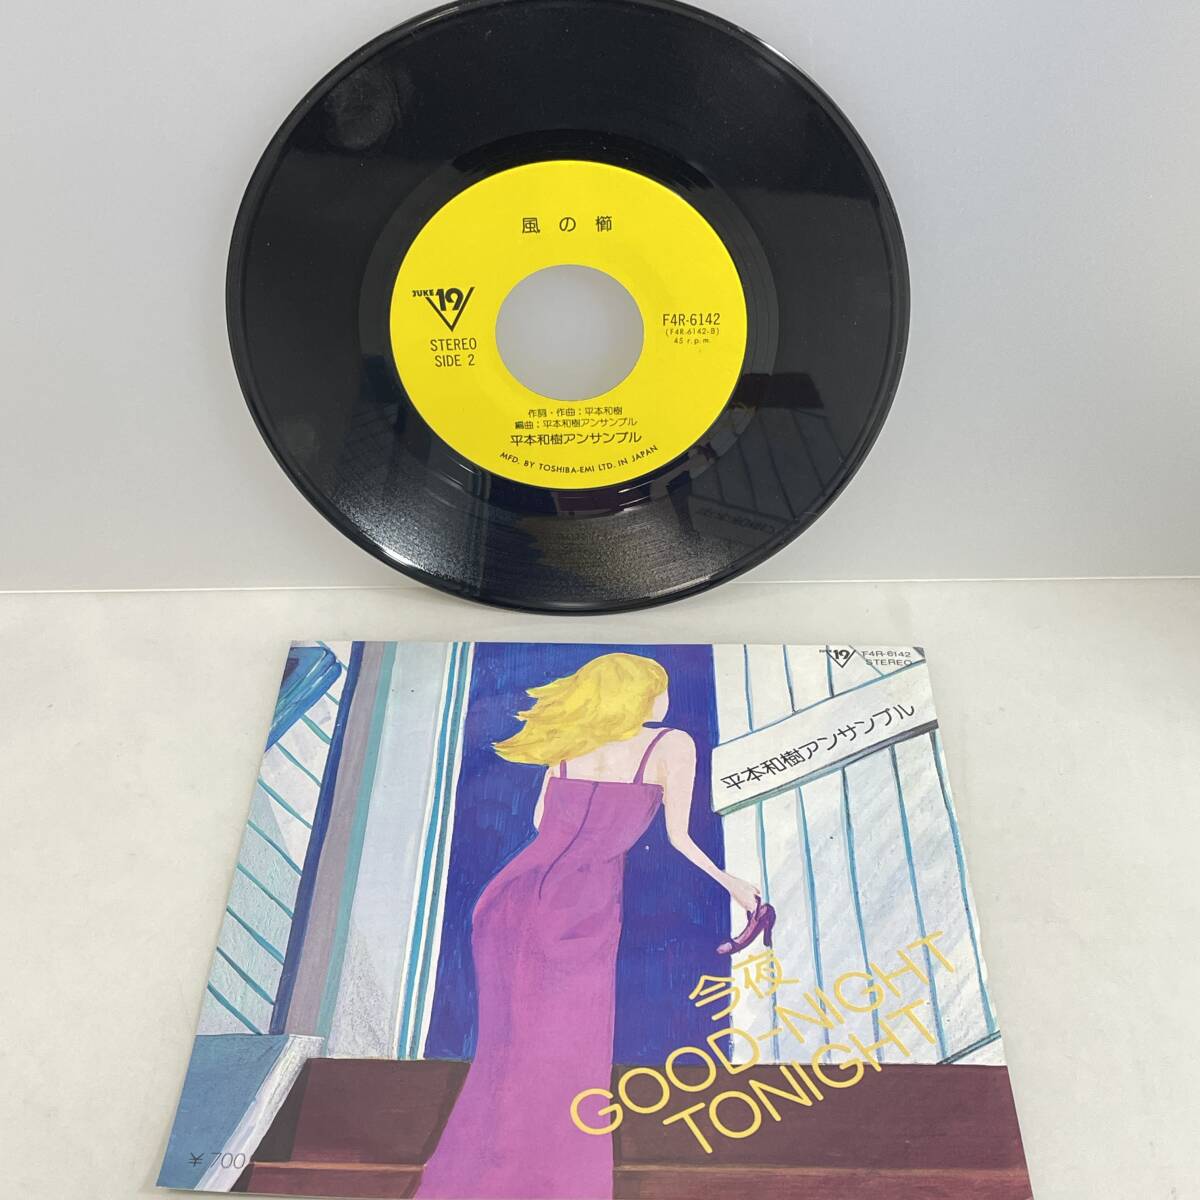 風の櫛
JUKE 19
STEREO
SIDE 2
F4R-6142
(F4R-6142-B)
45 r.p.m.
作詞・作曲：平本和樹
編曲：平本和樹アンサンブル
平本和樹アンサンブル
MFD. BY TOSHIBA-EMI LTD. IN JAPAN
19
F4R-6142
STEREO
平本和樹アンサンブル
今夜
GOOD-NIGHT
TONIGHT
¥700